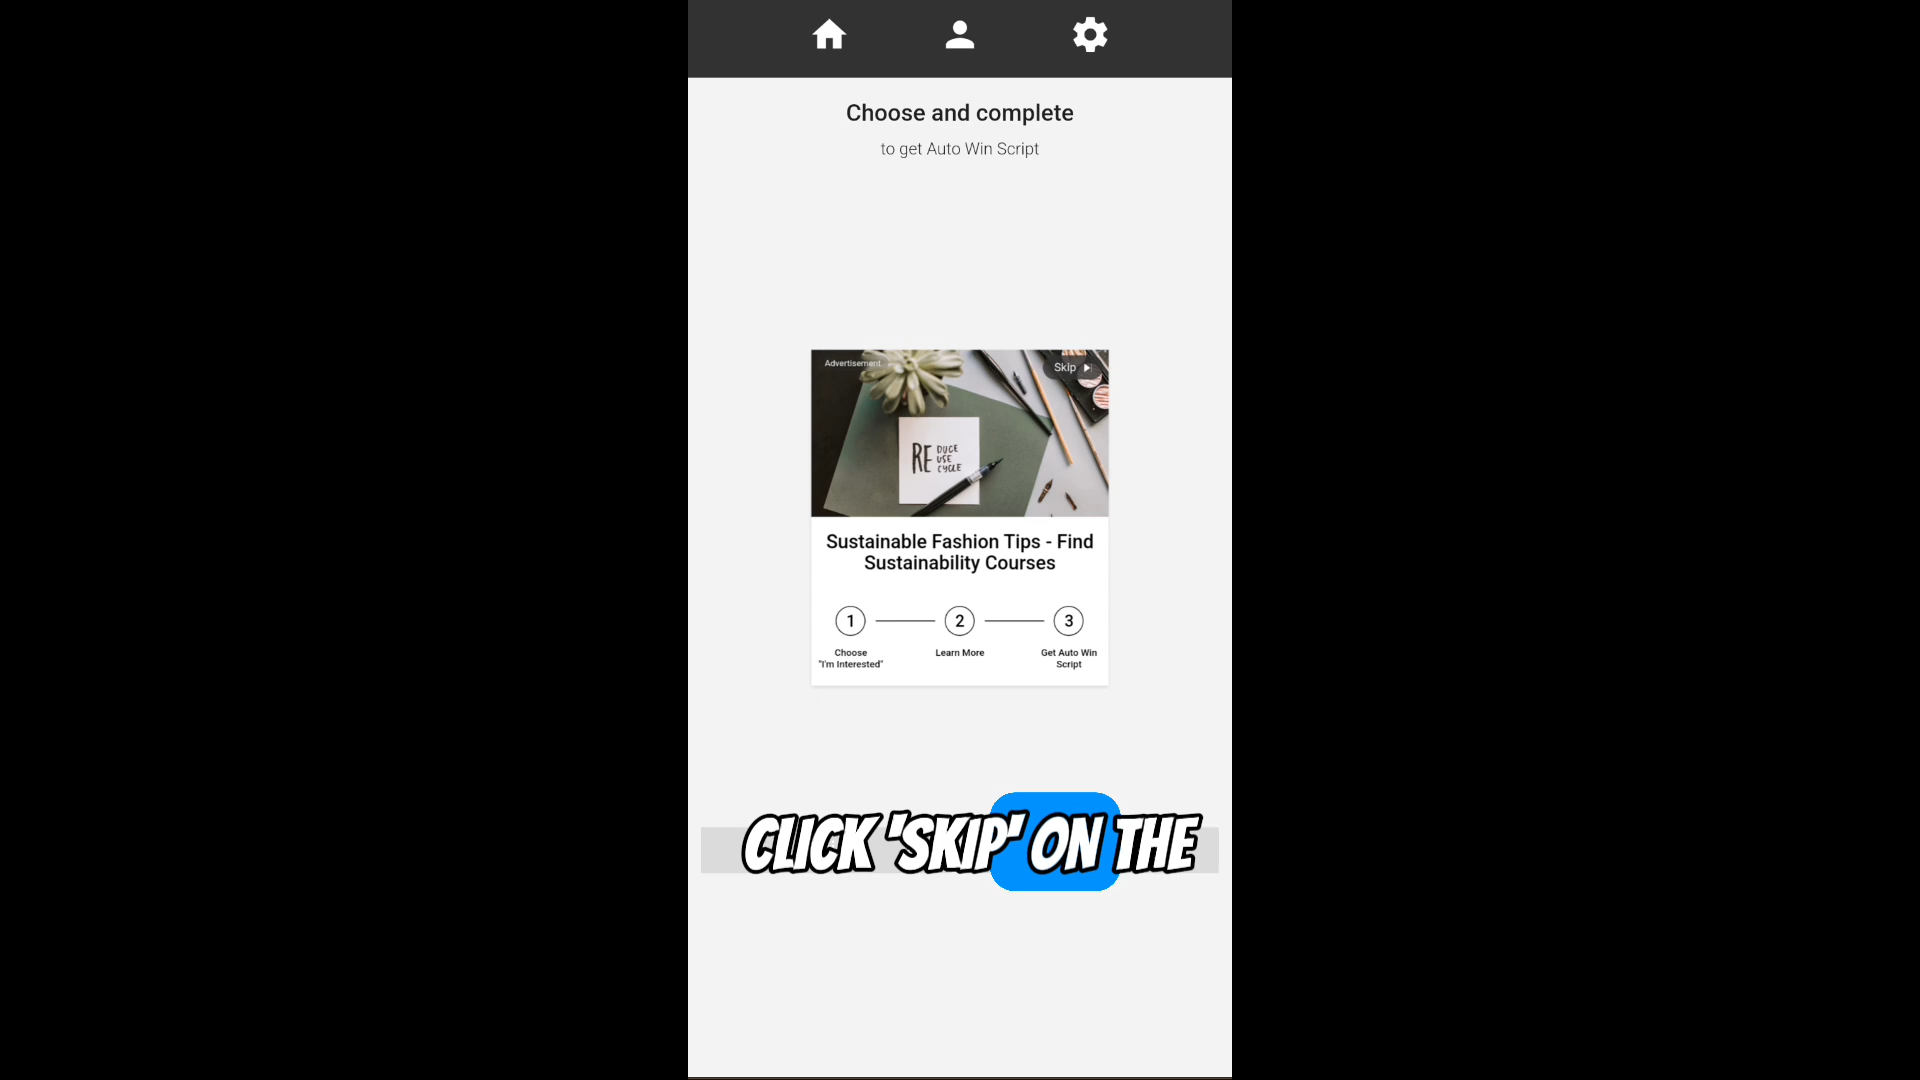 Choose and complete
to get Auto Win Script
Advertisement
Skip
RE DUCE
USE
CYCLE
Sustainable Fashion Tips - Find
Sustainability Courses
1
2
3
Choose
"I'm Interested"
Learn More
Get Auto Win
Script
CLICK 'SKIP' ON THE